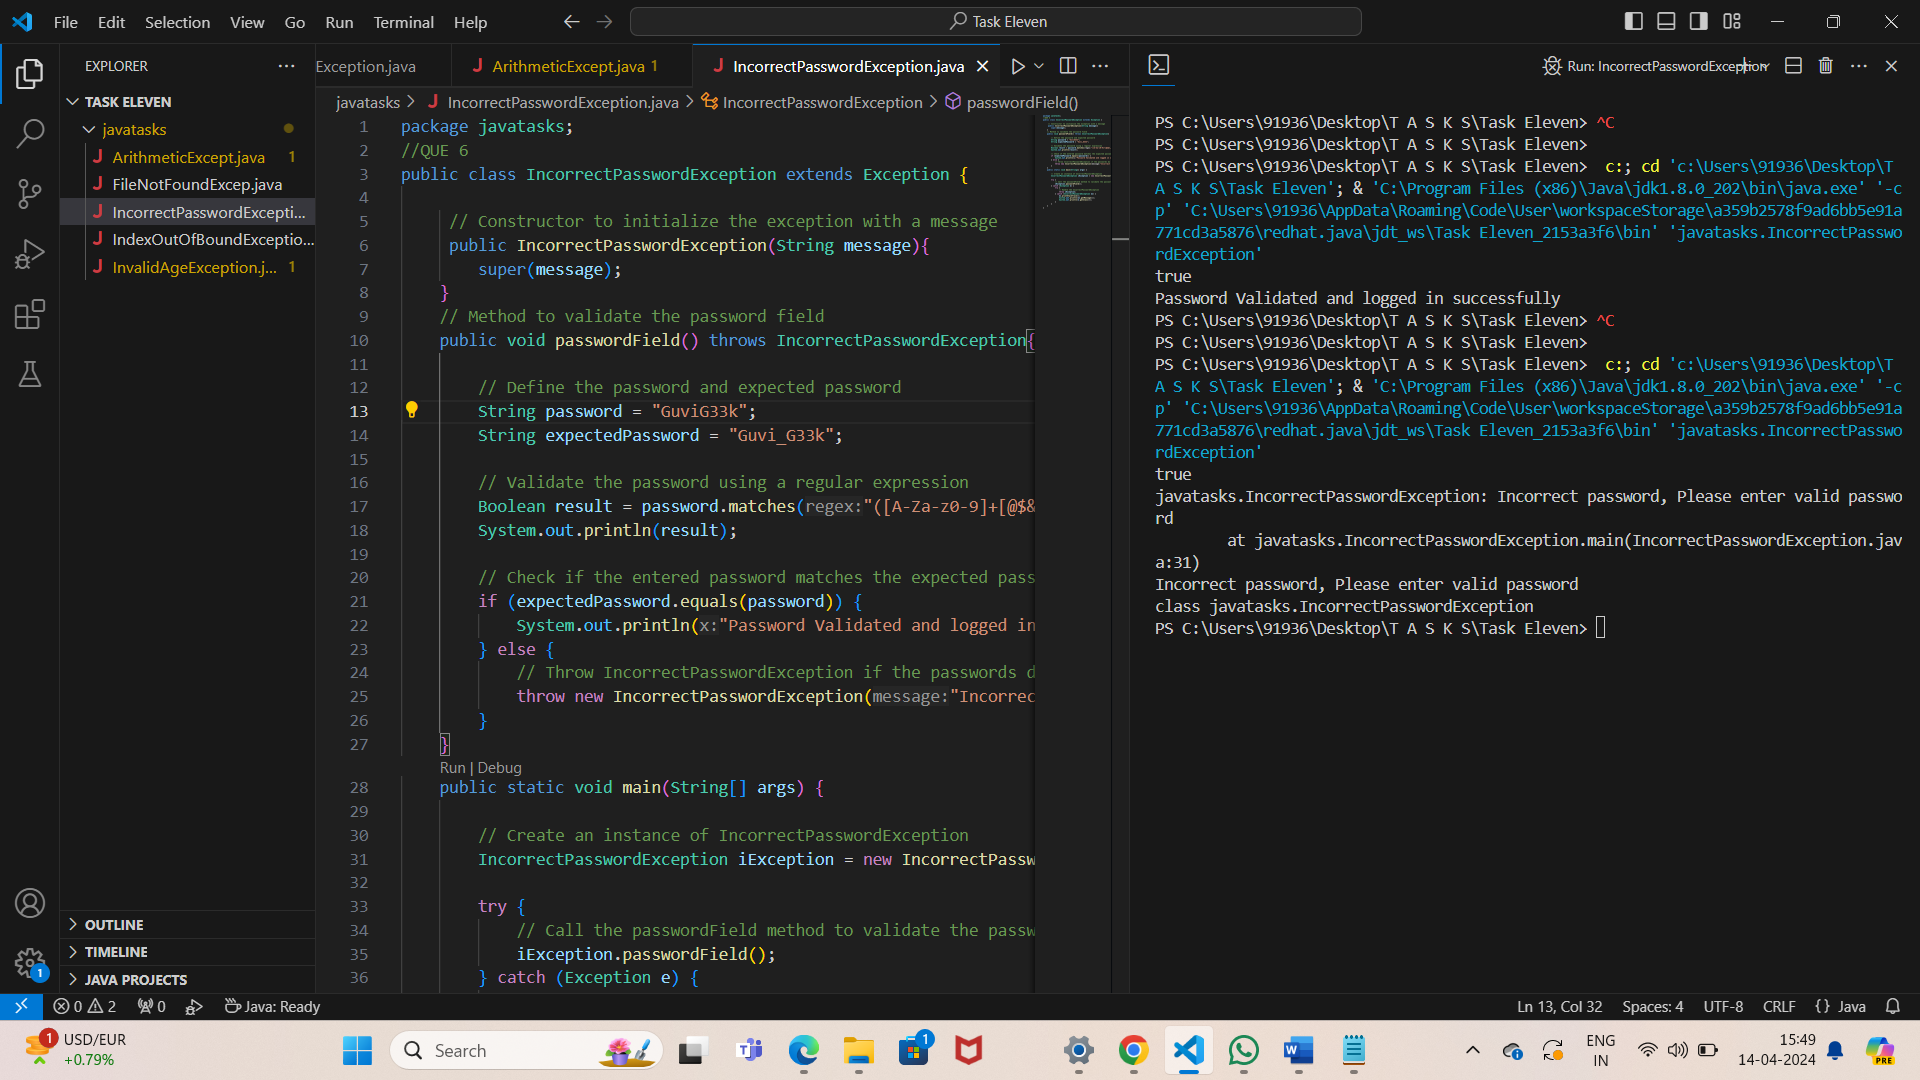 File Edit Selection View Go Run Terminal Help
Task Eleven
EXPLORER
TASK ELEVEN
javatasks
ArithmeticExcept.java 1
FileNotFoundExcep.java
IncorrectPasswordExcepti...
IndexOutOfBoundExceptio...
InvalidAgeException.j... 1
OUTLINE
TIMELINE
JAVA PROJECTS
Exception.java
ArithmeticExcept.java 1
IncorrectPasswordException.java
javatasks > IncorrectPasswordException.java > IncorrectPasswordException > passwordField()
1 package javatasks;
2 //QUE 6
3 public class IncorrectPasswordException extends Exception {
4
5 // Constructor to initialize the exception with a message
6 public IncorrectPasswordException(String message){
7 super(message);
8 }
9 // Method to validate the password field
10 public void passwordField() throws IncorrectPasswordException{
11
12 // Define the password and expected password
13 String password = "GuviG33k";
14 String expectedPassword = "Guvi_G33k";
15
16 // Validate the password using a regular expression
17 Boolean result = password.matches(regex:"([A-Za-z0-9]+[@$&
18 System.out.println(result);
19
20 // Check if the entered password matches the expected pass
21 if (expectedPassword.equals(password)) {
22 System.out.println(x:"Password Validated and logged in
23 } else {
24 // Throw IncorrectPasswordException if the passwords d
25 throw new IncorrectPasswordException(message:"Incorrec
26 }
27 }
Run | Debug
28 public static void main(String[] args) {
29
30 // Create an instance of IncorrectPasswordException
31 IncorrectPasswordException iException = new IncorrectPassw
32
33 try {
34 // Call the passwordField method to validate the passw
35 iException.passwordField();
36 } catch (Exception e) {
Run: IncorrectPasswordException
PS C:\Users\91936\Desktop\T A S K S\Task Eleven> ^C
PS C:\Users\91936\Desktop\T A S K S\Task Eleven>
PS C:\Users\91936\Desktop\T A S K S\Task Eleven> c:; cd 'c:\Users\91936\Desktop\T
A S K S\Task Eleven'; & 'C:\Program Files (x86)\Java\jdk1.8.0_202\bin\java.exe' '-c
p' 'C:\Users\91936\AppData\Roaming\Code\User\workspaceStorage\a359b2578f9ad6bb5e91a
771cd3a5876\redhat.java\jdt_ws\Task Eleven_2153a3f6\bin' 'javatasks.IncorrectPasswo
rdException'
true
Password Validated and logged in successfully
PS C:\Users\91936\Desktop\T A S K S\Task Eleven> ^C
PS C:\Users\91936\Desktop\T A S K S\Task Eleven>
PS C:\Users\91936\Desktop\T A S K S\Task Eleven> c:; cd 'c:\Users\91936\Desktop\T
A S K S\Task Eleven'; & 'C:\Program Files (x86)\Java\jdk1.8.0_202\bin\java.exe' '-c
p' 'C:\Users\91936\AppData\Roaming\Code\User\workspaceStorage\a359b2578f9ad6bb5e91a
771cd3a5876\redhat.java\jdt_ws\Task Eleven_2153a3f6\bin' 'javatasks.IncorrectPasswo
rdException'
true
javatasks.IncorrectPasswordException: Incorrect password, Please enter valid passwo
rd
at javatasks.IncorrectPasswordException.main(IncorrectPasswordException.jav
a:31)
Incorrect password, Please enter valid password
class javatasks.IncorrectPasswordException
PS C:\Users\91936\Desktop\T A S K S\Task Eleven>
1
0 2 0 Java: Ready
Ln 13, Col 32 Spaces: 4 UTF-8 CRLF {} Java
1 USD/EUR
+0.79%
Search
1
ENG
IN
15:49
14-04-2024
PRE